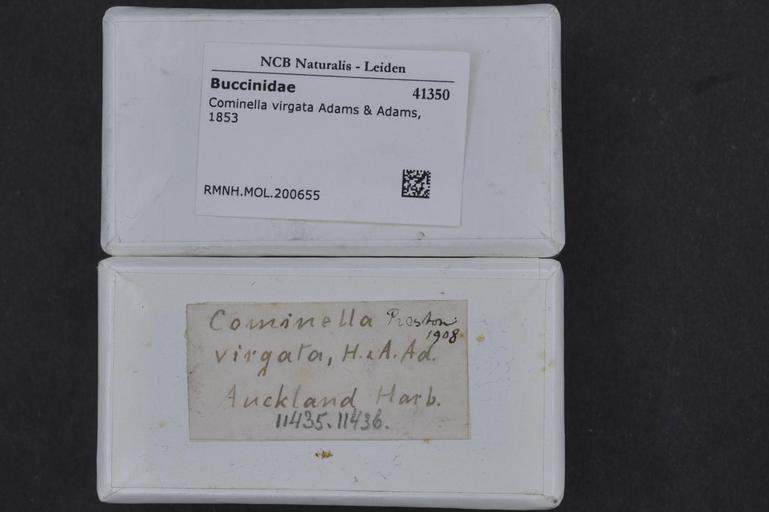 NCB Naturalis - Leiden
Buccinidae 41350
Cominella virgata Adams & Adams,
1853
RMNH.MOL.200655
Cominella Preston
1908
virgata, H. & A. Ad.
Auckland Harb.
11435.11436.